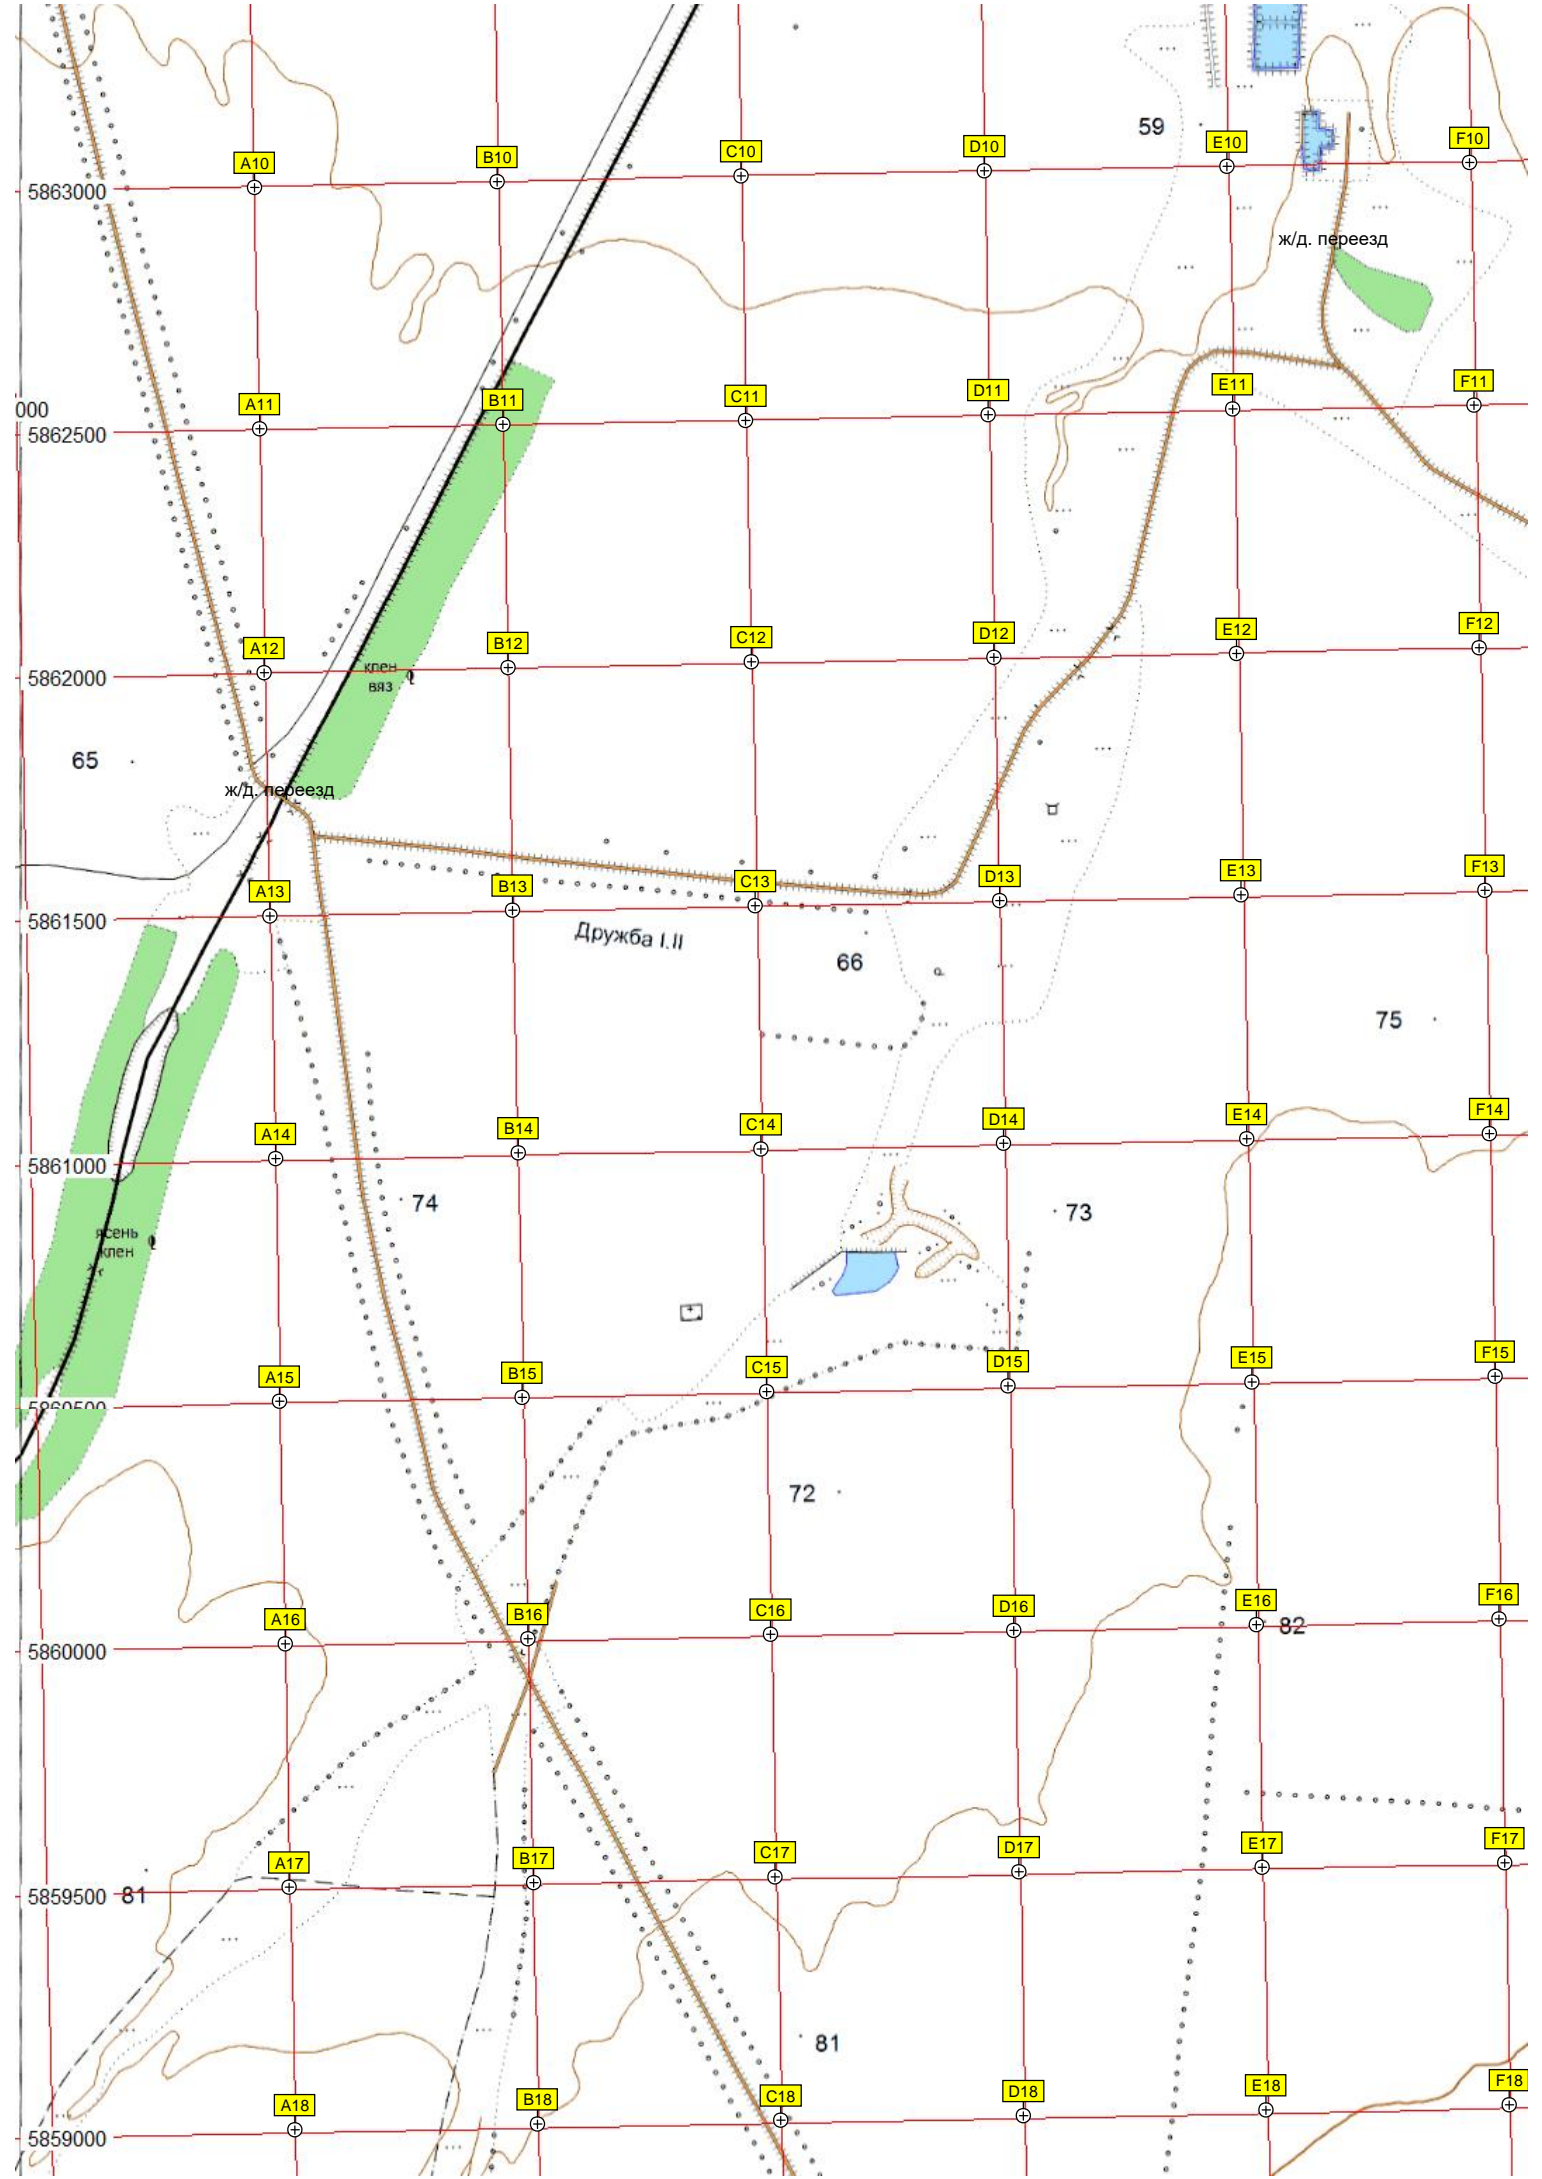 59
A10
B10
C10
D10
E10
F10
5863000
ж/д. переезд
A11
B11
C11
D11
E11
F11
000
5862500
A12
B12
C12
D12
E12
F12
клен
вяз
5862000
65
ж/д. переезд
A13
B13
C13
D13
E13
F13
5861500
Дружба I.II
66
75
A14
B14
C14
D14
E14
F14
5861000
74
73
ясень
клен
A15
B15
C15
D15
E15
F15
5860500
72
A16
B16
C16
D16
E16
F16
82
5860000
A17
B17
C17
D17
E17
F17
5859500
81
81
A18
B18
C18
D18
E18
F18
5859000